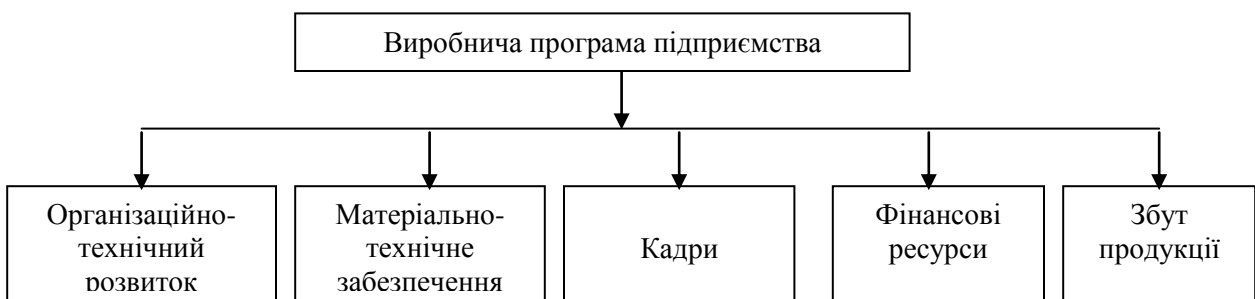 Виробнича програма підприємства
Організаційно-
технічний
розвиток
Матеріально-
технічне
забезпечення
Кадри
Фінансові
ресурси
Збут
продукції